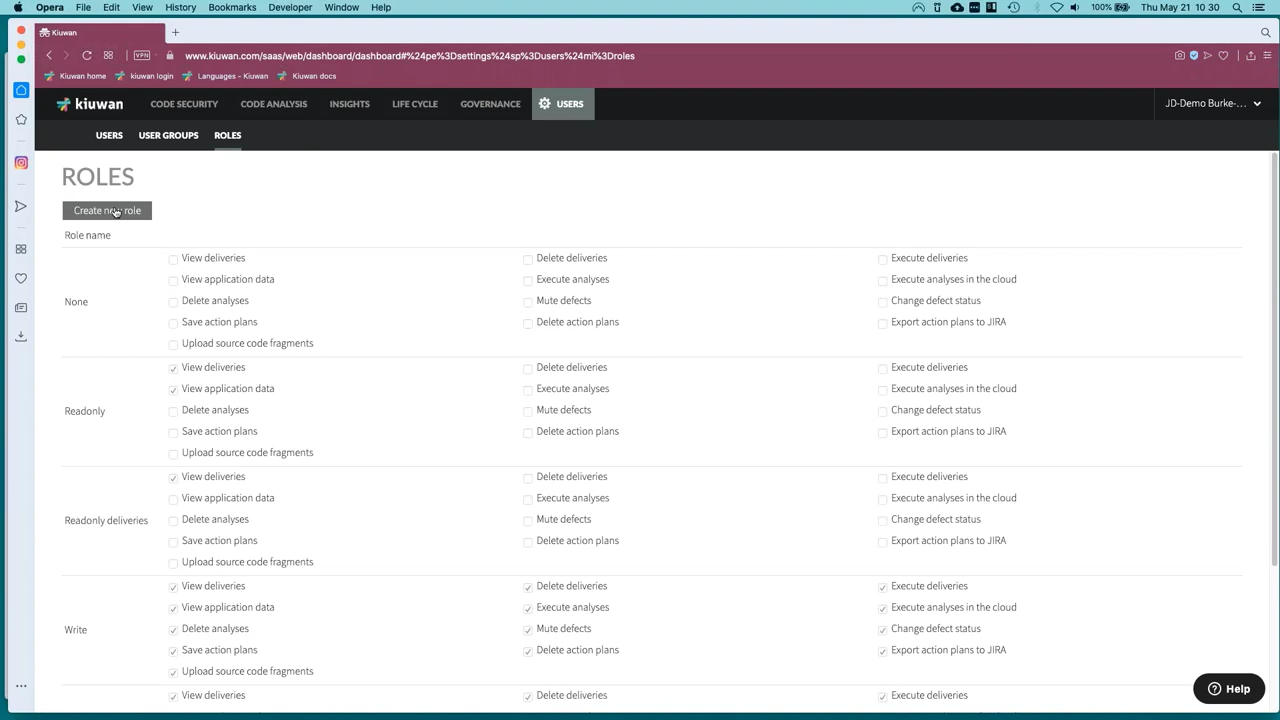 Opera File Edit View History Bookmarks Developer Window Help 100% Thu May 21 10 30
Kiuwan
VPN www.kiuwan.com/saas/web/dashboard/dashboard#%24pe%3Dsettings%24sp%3Dusers%24mi%3Droles
Kiuwan home kiuwan login Languages – Kiuwan Kiuwan docs
kiuwan CODE SECURITY CODE ANALYSIS INSIGHTS LIFE CYCLE GOVERNANCE USERS JD-Demo Burke-...
USERS USER GROUPS ROLES
ROLES
Create new role
Role name
View deliveries Delete deliveries Execute deliveries
View application data Execute analyses Execute analyses in the cloud
None
Delete analyses Mute defects Change defect status
Save action plans Delete action plans Export action plans to JIRA
Upload source code fragments
View deliveries Delete deliveries Execute deliveries
View application data Execute analyses Execute analyses in the cloud
Readonly
Delete analyses Mute defects Change defect status
Save action plans Delete action plans Export action plans to JIRA
Upload source code fragments
View deliveries Delete deliveries Execute deliveries
View application data Execute analyses Execute analyses in the cloud
Readonly deliveries
Delete analyses Mute defects Change defect status
Save action plans Delete action plans Export action plans to JIRA
Upload source code fragments
View deliveries Delete deliveries Execute deliveries
View application data Execute analyses Execute analyses in the cloud
Write
Delete analyses Mute defects Change defect status
Save action plans Delete action plans Export action plans to JIRA
Upload source code fragments
View deliveries Delete deliveries Execute deliveries
Help